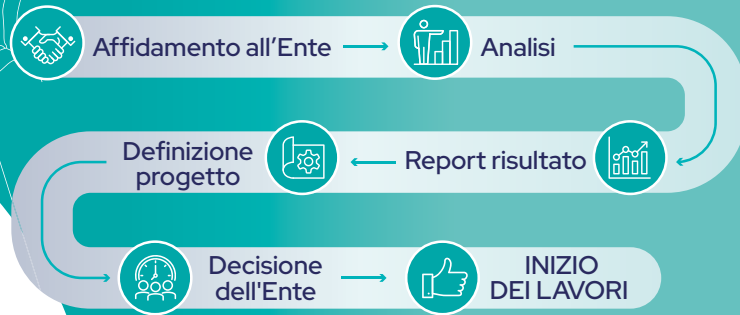 Affidamento all'Ente
Analisi
Report risultato
Definizione
progetto
Decisione
dell'Ente
INIZIO
DEI LAVORI